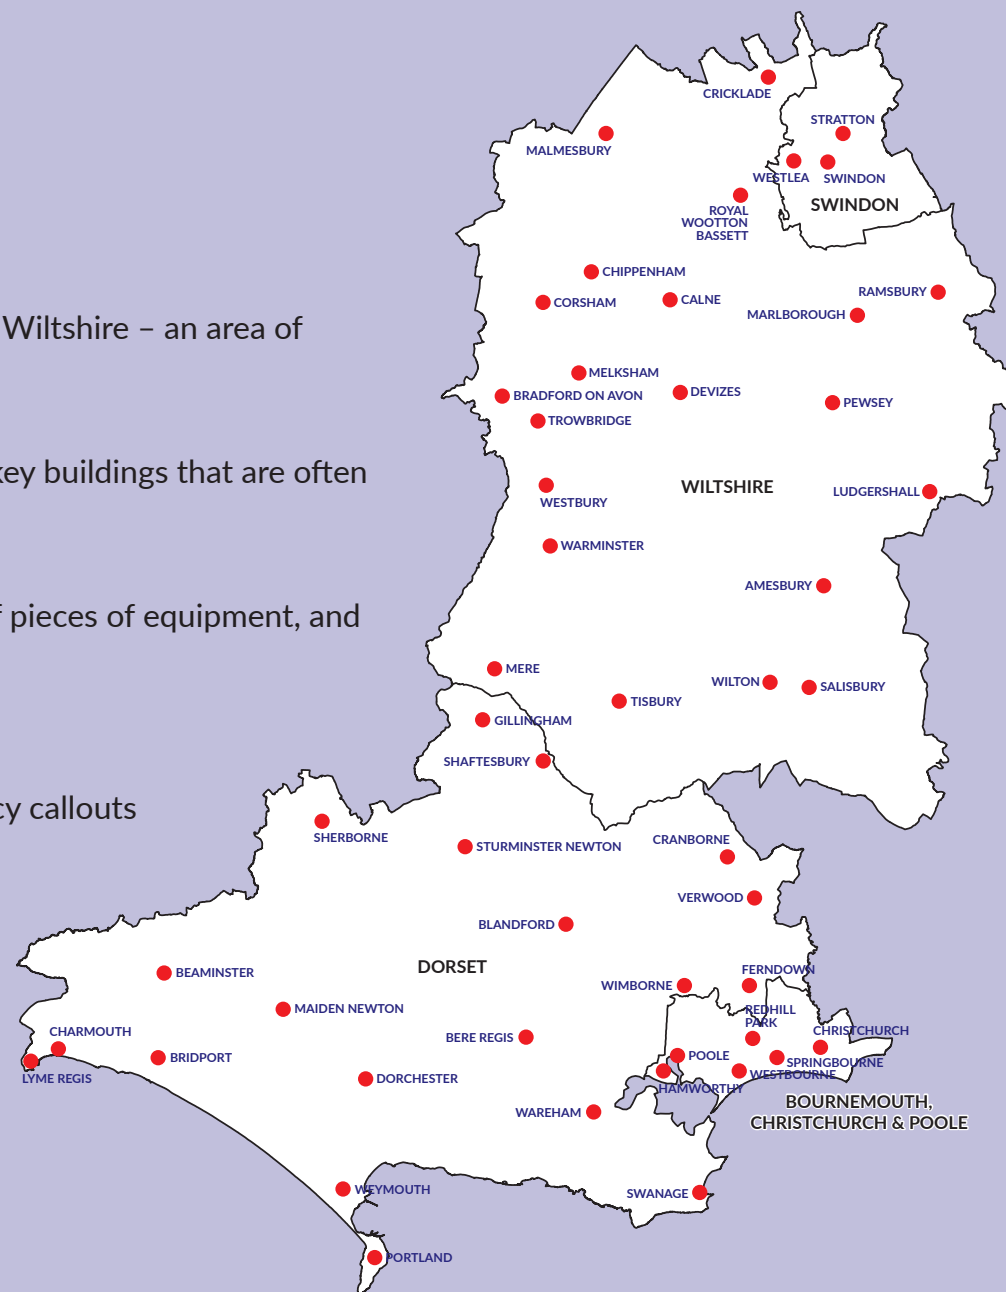 CRICKLADE
STRATTON
MALMESBURY
WESTLEA
SWINDON
SWINDON
ROYAL
WOOTTON
BASSETT
CHIPPENHAM
CORSHAM
CALNE
RAMSBURY
MARLBOROUGH
Wiltshire – an area of
MELKSHAM
BRADFORD ON AVON
DEVIZES
PEWSEY
TROWBRIDGE
key buildings that are often
WESTBURY
WILTSHIRE
LUDGERSHALL
WARMINSTER
AMESBURY
pieces of equipment, and
MERE
WILTON
SALISBURY
TISBURY
GILLINGHAM
SHAFTESBURY
callouts
SHERBORNE
STURMINSTER NEWTON
CRANBORNE
VERWOOD
BLANDFORD
DORSET
BEAMINSTER
FERNDOWN
WIMBORNE
MAIDEN NEWTON
REDHILL
PARK
CHARMOUTH
BERE REGIS
CHRISTCHURCH
BRIDPORT
POOLE
SPRINGBOURNE
LYME REGIS
DORCHESTER
WESTBOURNE
HAMWORTHY
BOURNEMOUTH,
CHRISTCHURCH & POOLE
WAREHAM
WEYMOUTH
SWANAGE
PORTLAND